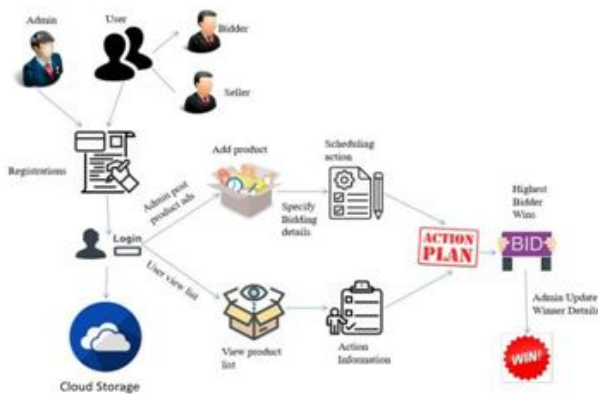 Admin
User
Bidder
Seller
Registrations
Add product
Scheduling
action
Highest
Bidder
Wins
Admin post
product ads
Specify
Bidding
details
Login
User view list
ACTION
PLAN
BID
View product
list
Action
Information
Admin Update
Winner Details
WIN!
Cloud Storage